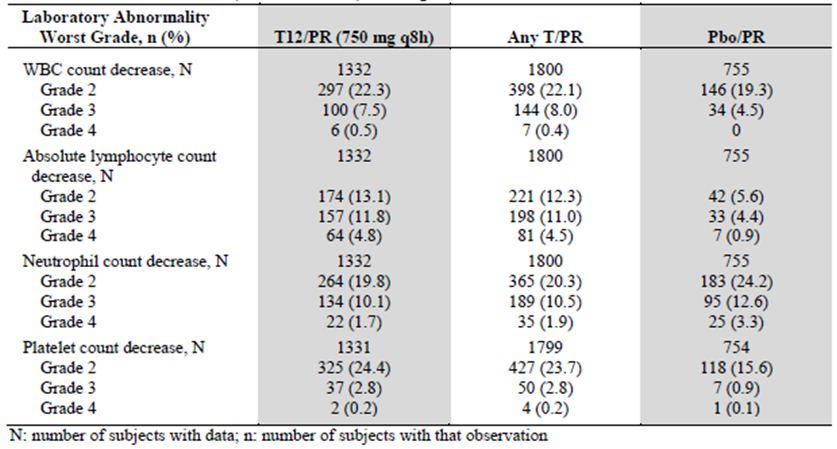 Laboratory Abnormality
Worst Grade, n (%) T12/PR (750 mg q8h) Any T/PR Pbo/PR
WBC count decrease, N 1332 1800 755
Grade 2 297 (22.3) 398 (22.1) 146 (19.3)
Grade 3 100 (7.5) 144 (8.0) 34 (4.5)
Grade 4 6 (0.5) 7 (0.4) 0
Absolute lymphocyte count 1332 1800 755
decrease, N
Grade 2 174 (13.1) 221 (12.3) 42 (5.6)
Grade 3 157 (11.8) 198 (11.0) 33 (4.4)
Grade 4 64 (4.8) 81 (4.5) 7 (0.9)
Neutrophil count decrease, N 1332 1800 755
Grade 2 264 (19.8) 365 (20.3) 183 (24.2)
Grade 3 134 (10.1) 189 (10.5) 95 (12.6)
Grade 4 22 (1.7) 35 (1.9) 25 (3.3)
Platelet count decrease, N 1331 1799 754
Grade 2 325 (24.4) 427 (23.7) 118 (15.6)
Grade 3 37 (2.8) 50 (2.8) 7 (0.9)
Grade 4 2 (0.2) 4 (0.2) 1 (0.1)
N: number of subjects with data; n: number of subjects with that observation